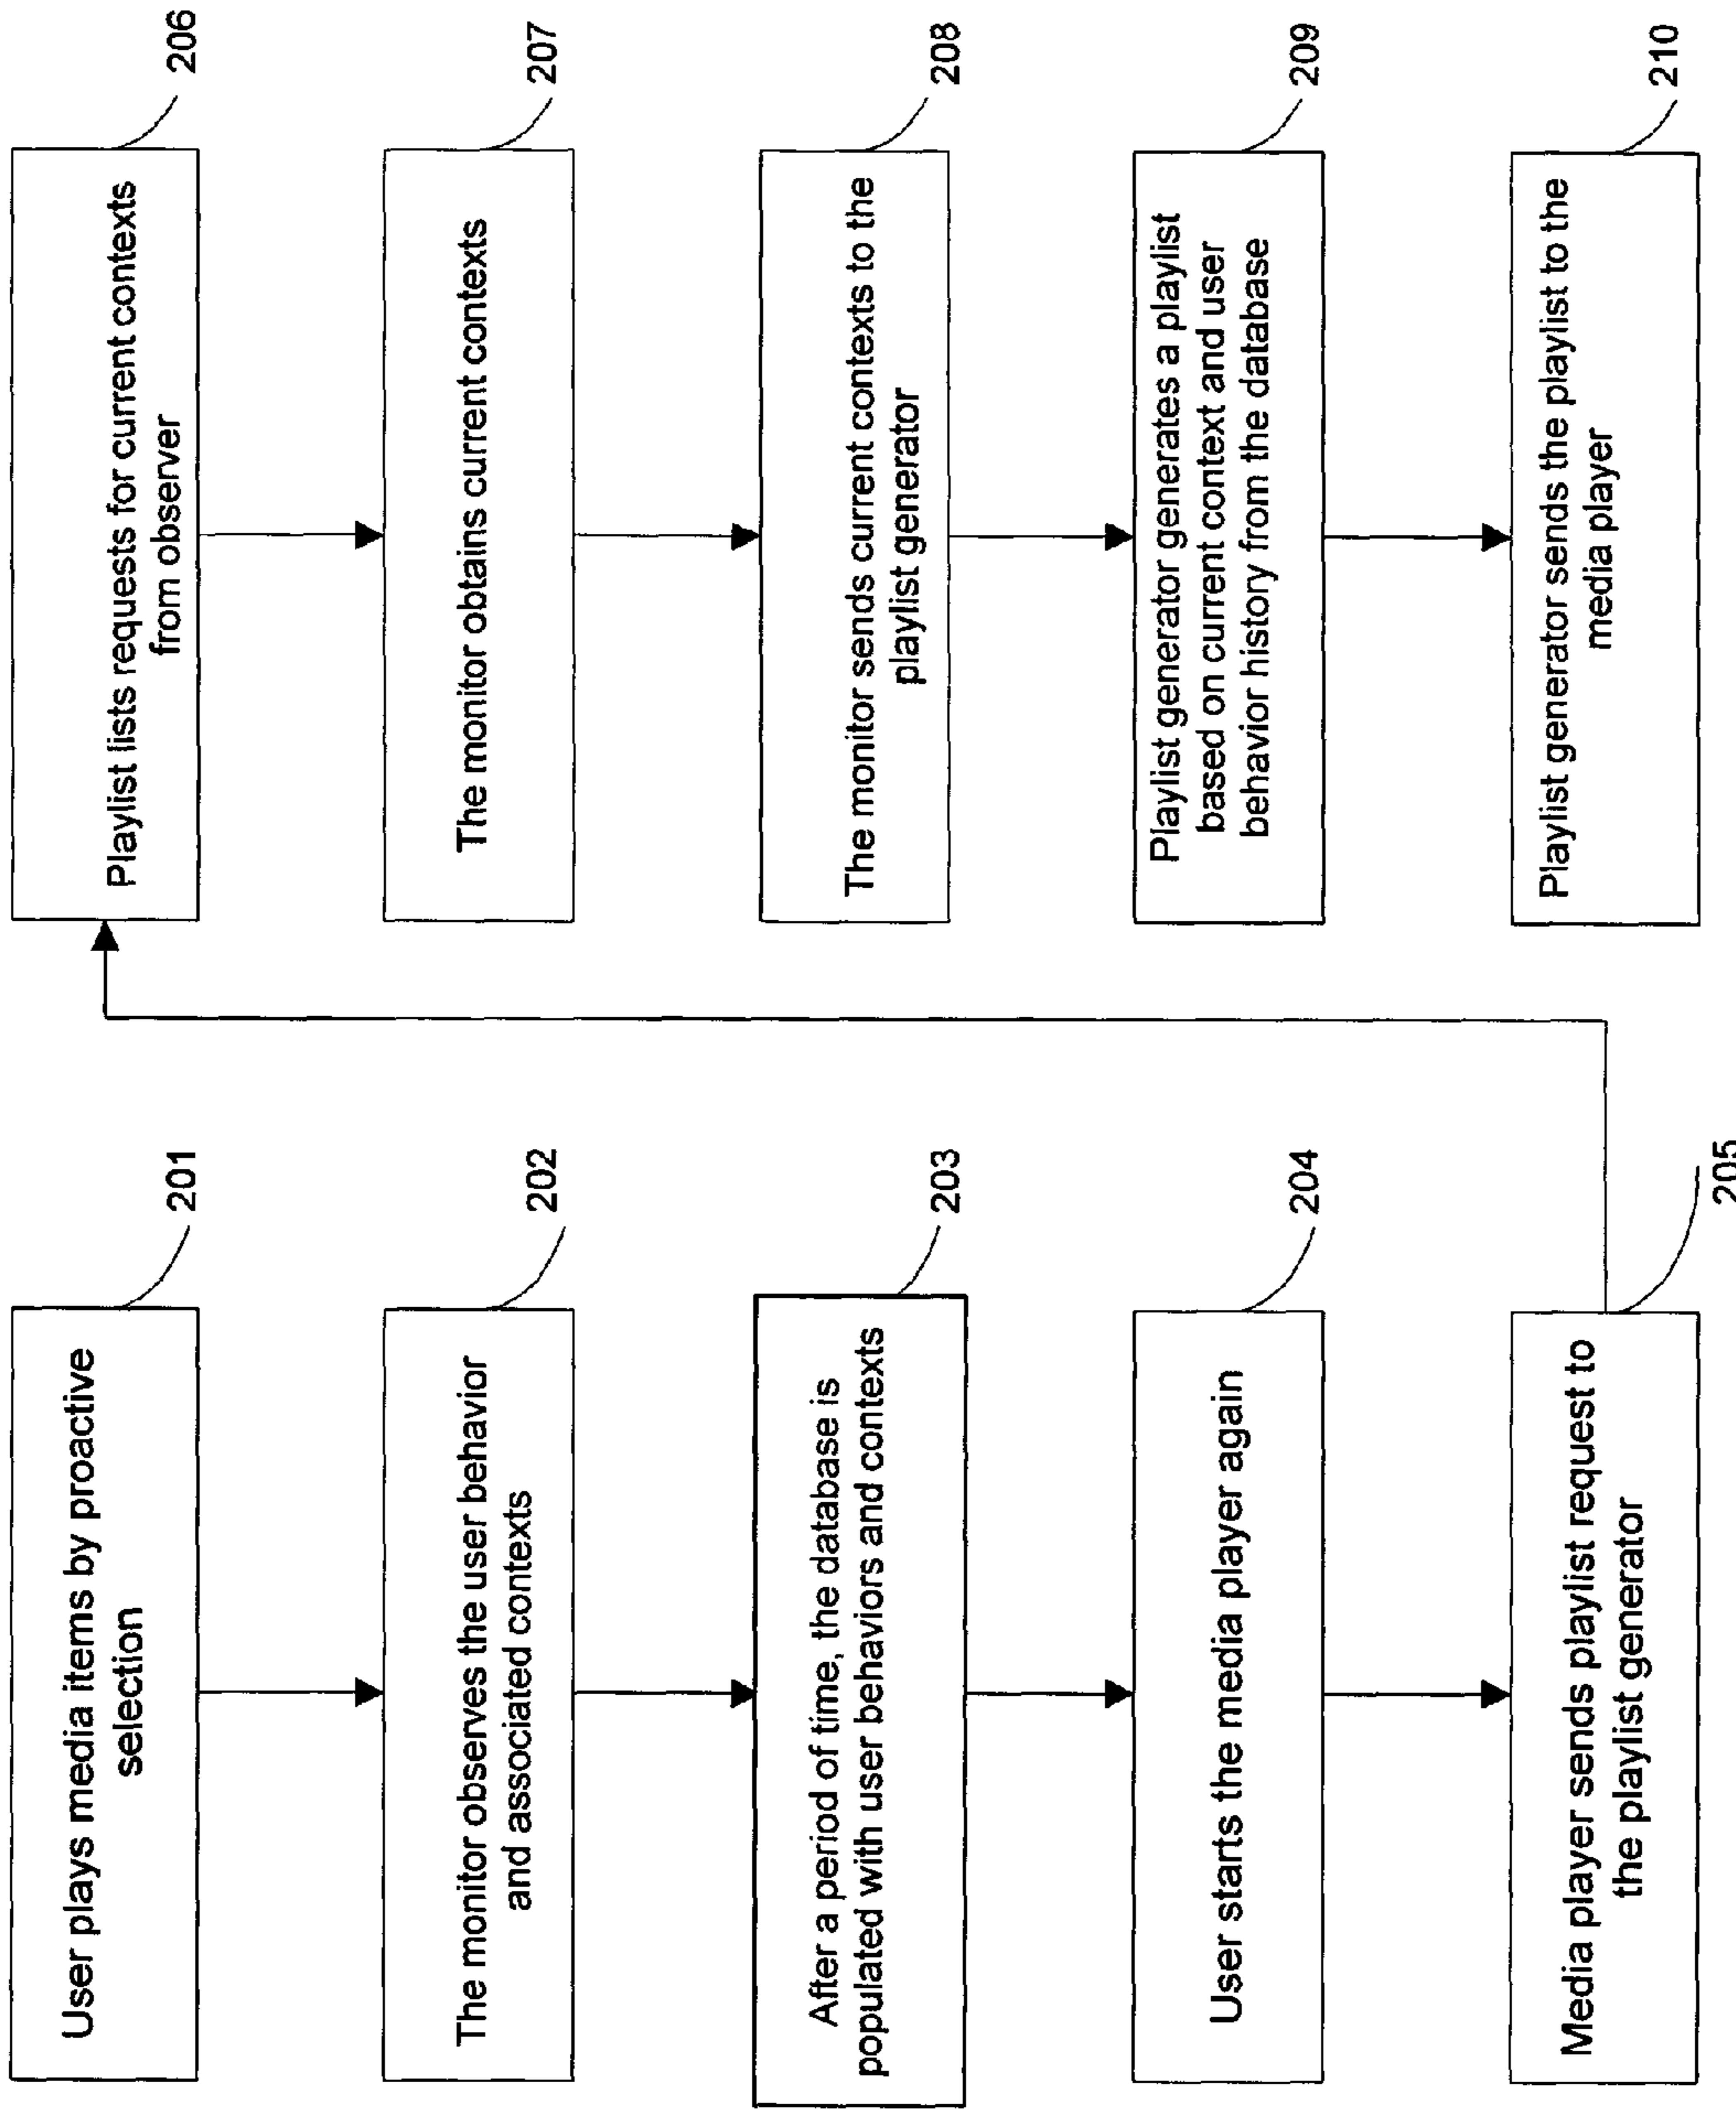 User plays media items by proactive
selection
201
The monitor observes the user behavior
and associated contexts
202
After a period of time, the database is
populated with user behaviors and contexts
203
User starts the media player again
204
Media player sends playlist request to
the playlist generator
205
Playlist lists requests for current contexts
from observer
206
The monitor obtains current contexts
207
The monitor sends current contexts to the
playlist generator
208
Playlist generator generates a playlist
based on current context and user
behavior history from the database
209
Playlist generator sends the playlist to the
media player
210